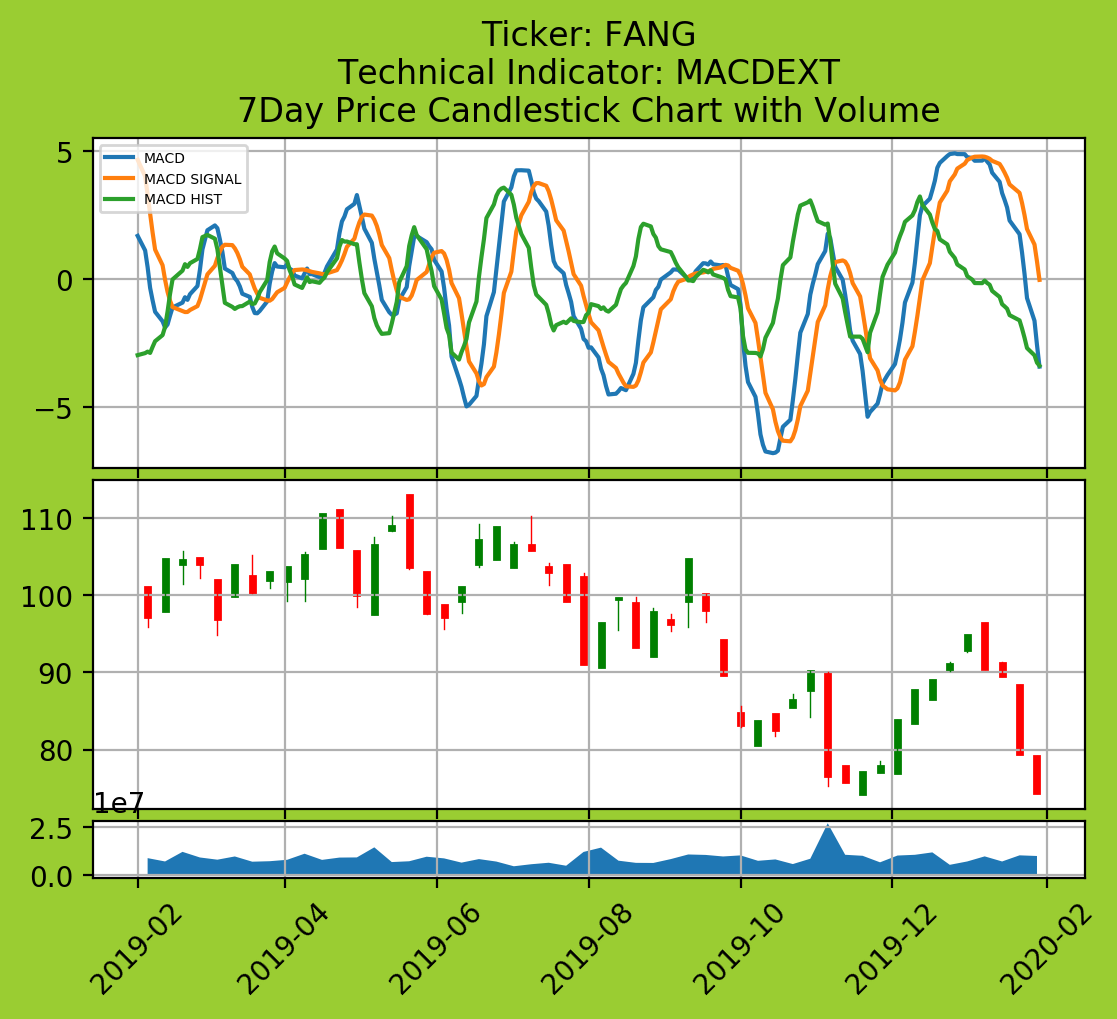 Ticker: FANG
Technical Indicator: MACDEXT
7Day Price Candlestick Chart with Volume
MACD
MACD SIGNAL
MACD HIST
5
0
−5
110
100
90
80
1e7
2.5
0.0
2019-02
2019-04
2019-06
2019-08
2019-10
2019-12
2020-02